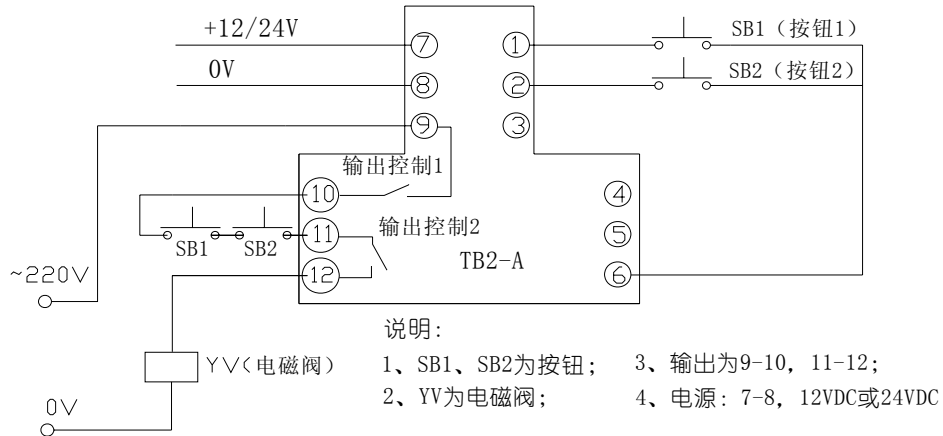 +12/24V
0V
7
8
9
1
2
3
SB1（按钮1）
SB2（按钮2）
输出控制1
10
4
SB1
SB2
11
输出控制2
5
12
TB2-A
6
~220V
YV(电磁阀)
0V
说明：
1、SB1、SB2为按钮；
2、YV为电磁阀；
3、输出为9-10，11-12；
4、电源：7-8，12VDC或24VDC